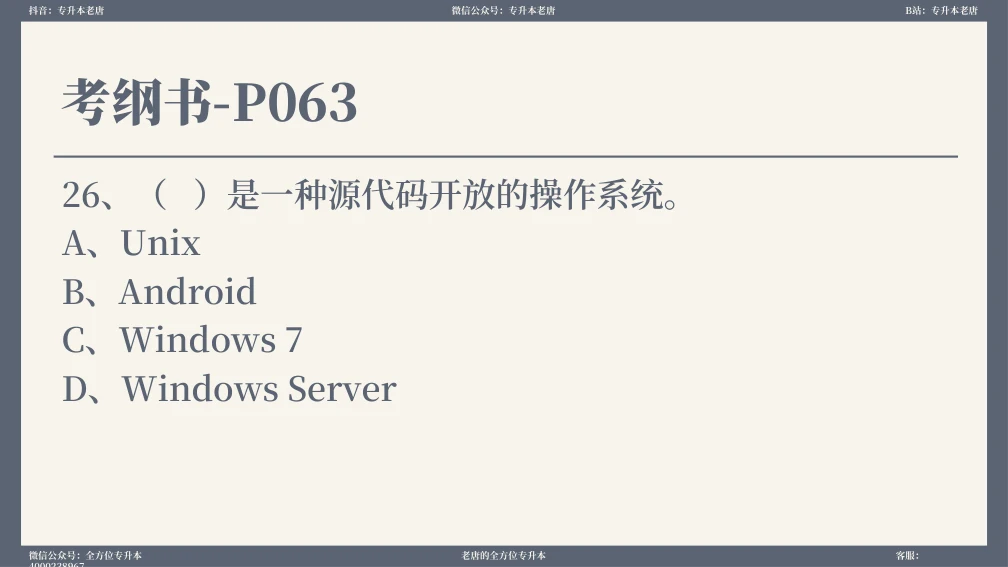 抖音：专升本老唐
微信公众号：专升本老唐
B站：专升本老唐
考纲书-P063
26、（  ）是一种源代码开放的操作系统。
A、Unix
B、Android
C、Windows 7
D、Windows Server
微信公众号：全方位专升本
老唐的全方位专升本
客服：
4000238967